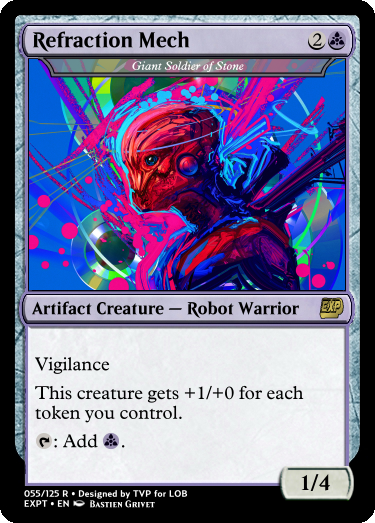 Refraction Mech 2
Giant Soldier of Stone
Artifact Creature — Robot Warrior EXP
Vigilance
This creature gets +1/+0 for each
token you control.
: Add .
1/4
055/125 R • Designed by TVP for LOB
EXPT • EN Bastien Grivet